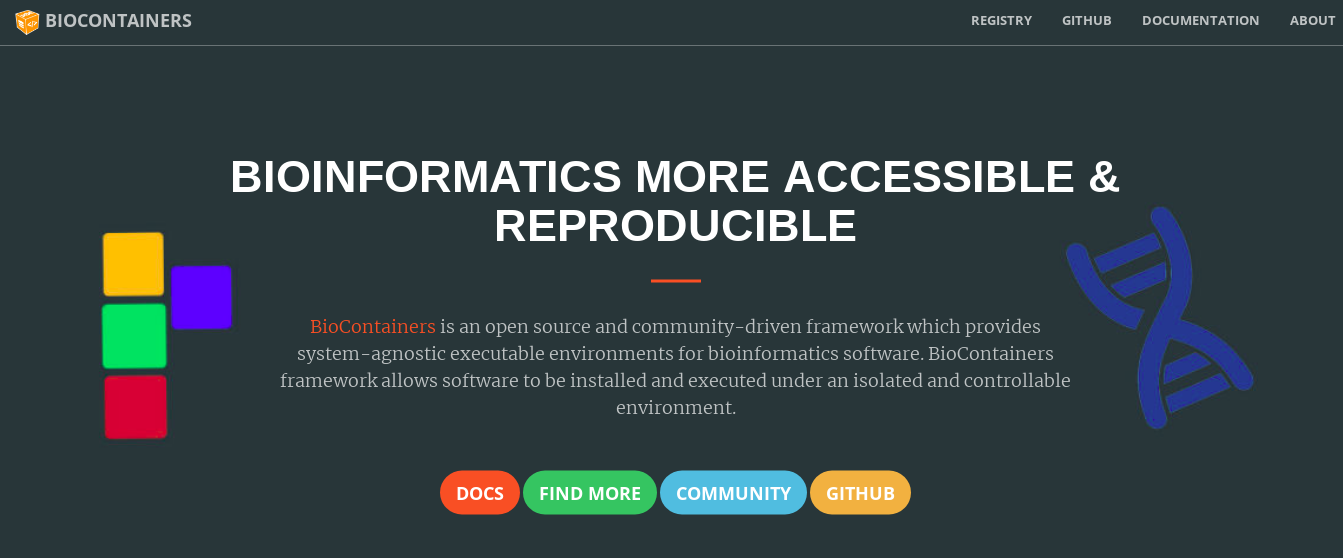 BIOCONTAINERS
REGISTRY GITHUB DOCUMENTATION ABOUT
BIOINFORMATICS MORE ACCESSIBLE &
REPRODUCIBLE
BioContainers is an open source and community-driven framework which provides
system-agnostic executable environments for bioinformatics software. BioContainers
framework allows software to be installed and executed under an isolated and controllable
environment.
DOCS FIND MORE COMMUNITY GITHUB